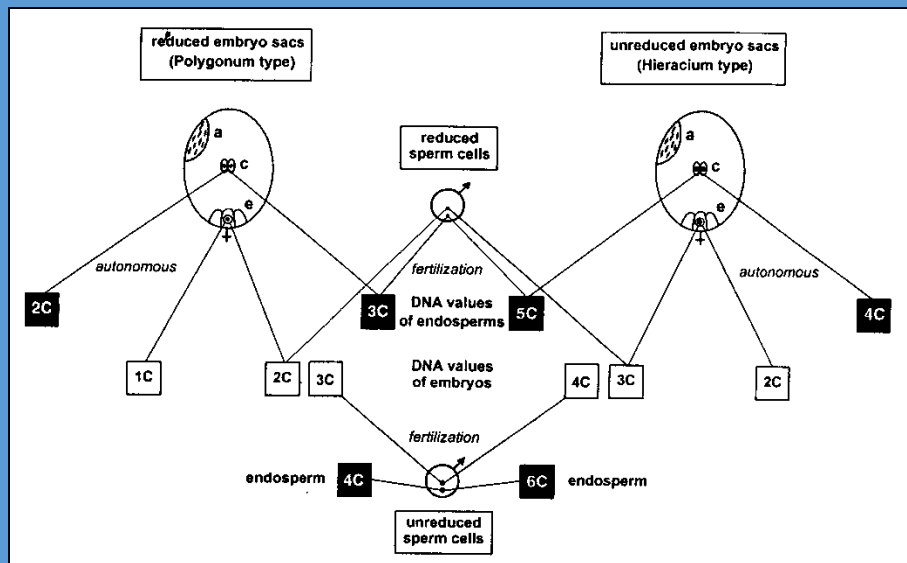 reduced embryo sacs
(Polygonum type)
unreduced embryo sacs
(Hieracium type)
a
c
e
reduced
sperm cells
a
c
e
autonomous
fertilization
autonomous
2C
3C
DNA values
of endosperms
5C
4C
1C
2C
3C
DNA values
of embryos
4C
3C
2C
fertilization
endosperm
4C
6C
endosperm
unreduced
sperm cells